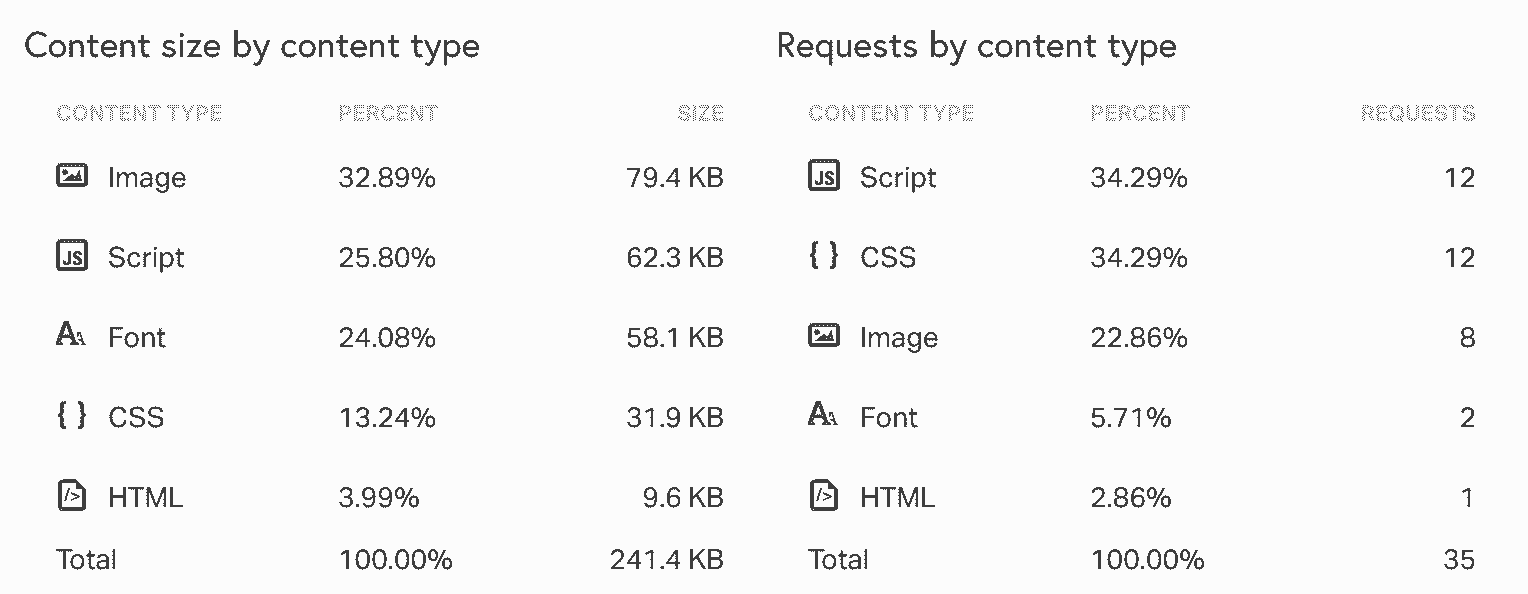 Content size by content type
CONTENT TYPE PERCENT SIZE
Image 32.89% 79.4 KB
JS Script 25.80% 62.3 KB
AA Font 24.08% 58.1 KB
{ } CSS 13.24% 31.9 KB
/> HTML 3.99% 9.6 KB
Total 100.00% 241.4 KB
Requests by content type
CONTENT TYPE PERCENT REQUESTS
JS Script 34.29% 12
{ } CSS 34.29% 12
Image 22.86% 8
AA Font 5.71% 2
/> HTML 2.86% 1
Total 100.00% 35